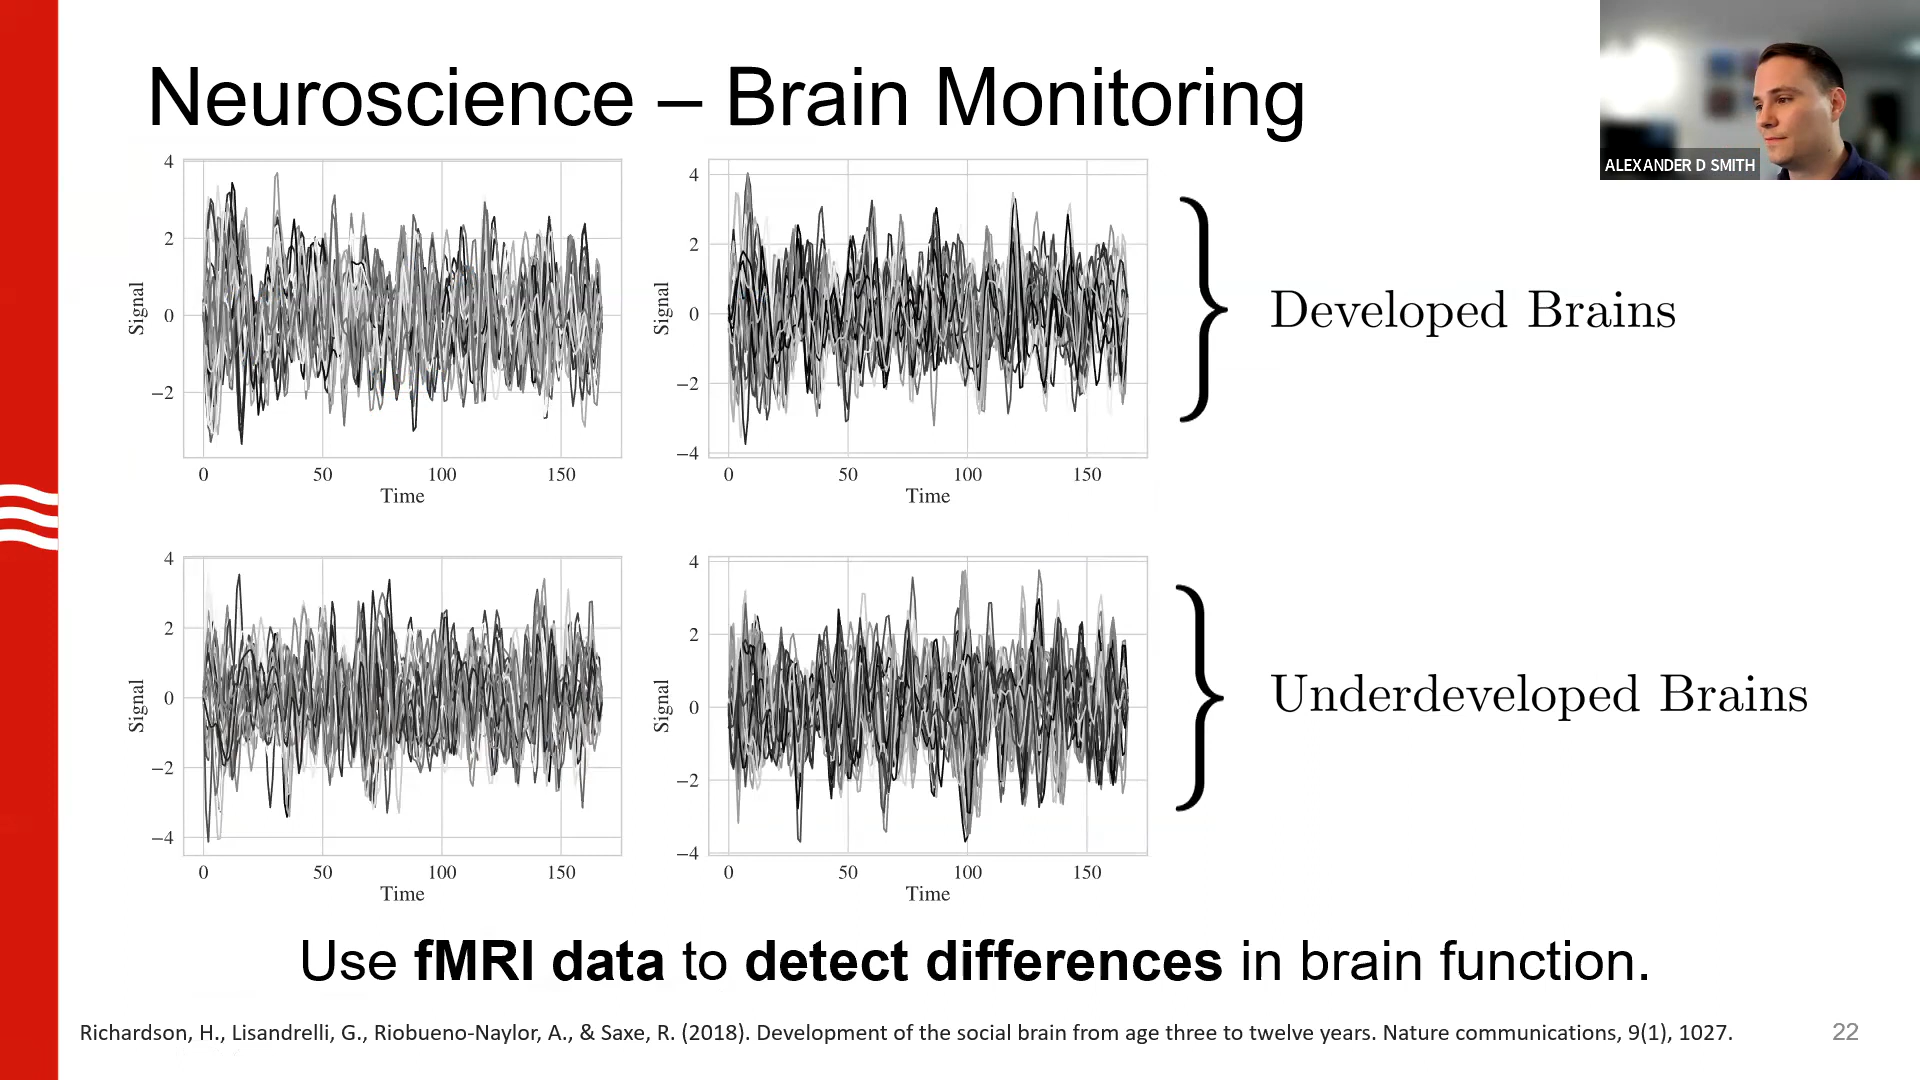 Neuroscience – Brain Monitoring
ALEXANDER D SMITH
4
2
0
−2
Signal
0 50 100 150
Time
4
2
0
−2
−4
Signal
0 50 100 150
Time
Developed Brains
4
2
0
−2
−4
Signal
0 50 100 150
Time
4
2
0
−2
−4
Signal
0 50 100 150
Time
Underdeveloped Brains
Use fMRI data to detect differences in brain function.
Richardson, H., Lisandrelli, G., Riobueno-Naylor, A., & Saxe, R. (2018). Development of the social brain from age three to twelve years. Nature communications, 9(1), 1027.
22